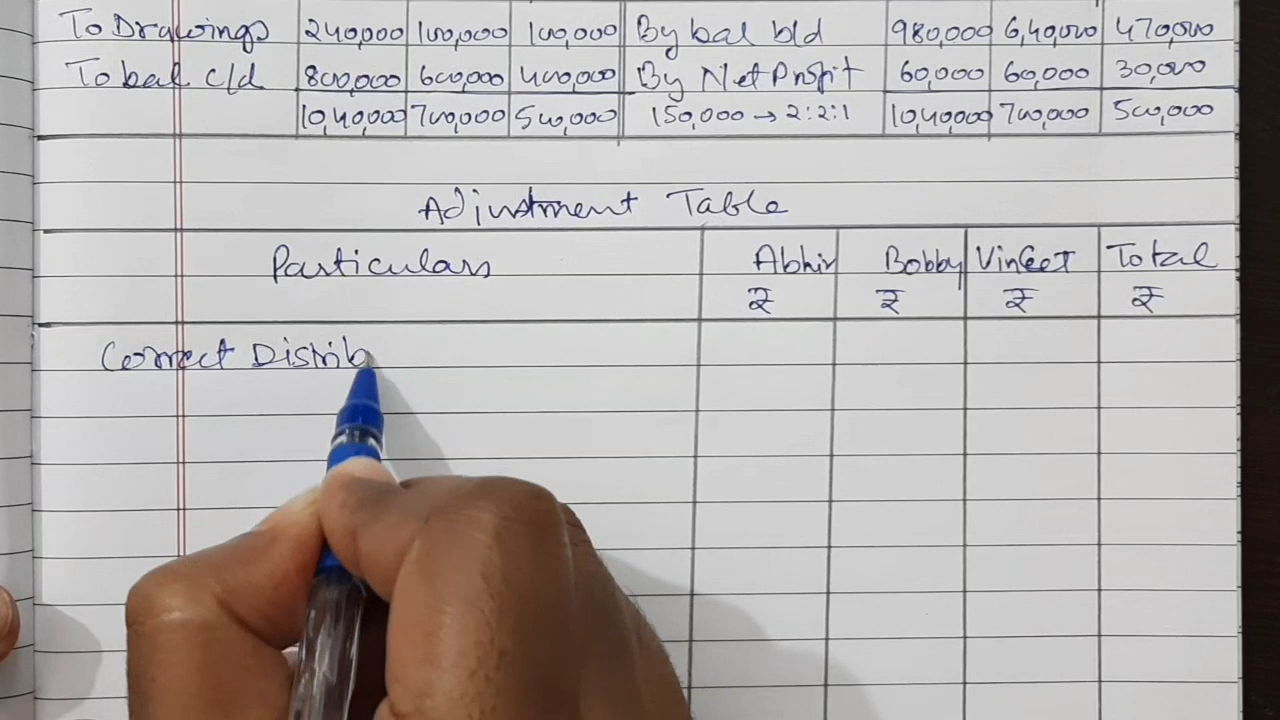 To Drawings 240,000 100,000 100,000 By bal b/d 980,000 6,40,000 470,000
To bal c/d 800,000 600,000 400,000 By Net Profit 60,000 60,000 30,000
10,40,000 700,000 500,000 150,000 → 2:2:1 10,40,000 700,000 500,000
Adjustment Table
Particulars Abhir Bobby Vineet Total
₹ ₹ ₹ ₹
Correct Distrib